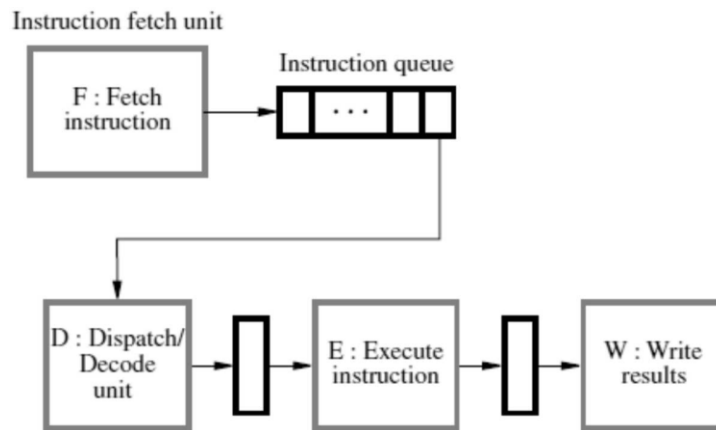 Instruction fetch unit
F : Fetch
instruction
Instruction queue
. . .
D : Dispatch/
Decode
unit
E : Execute
instruction
W : Write
results